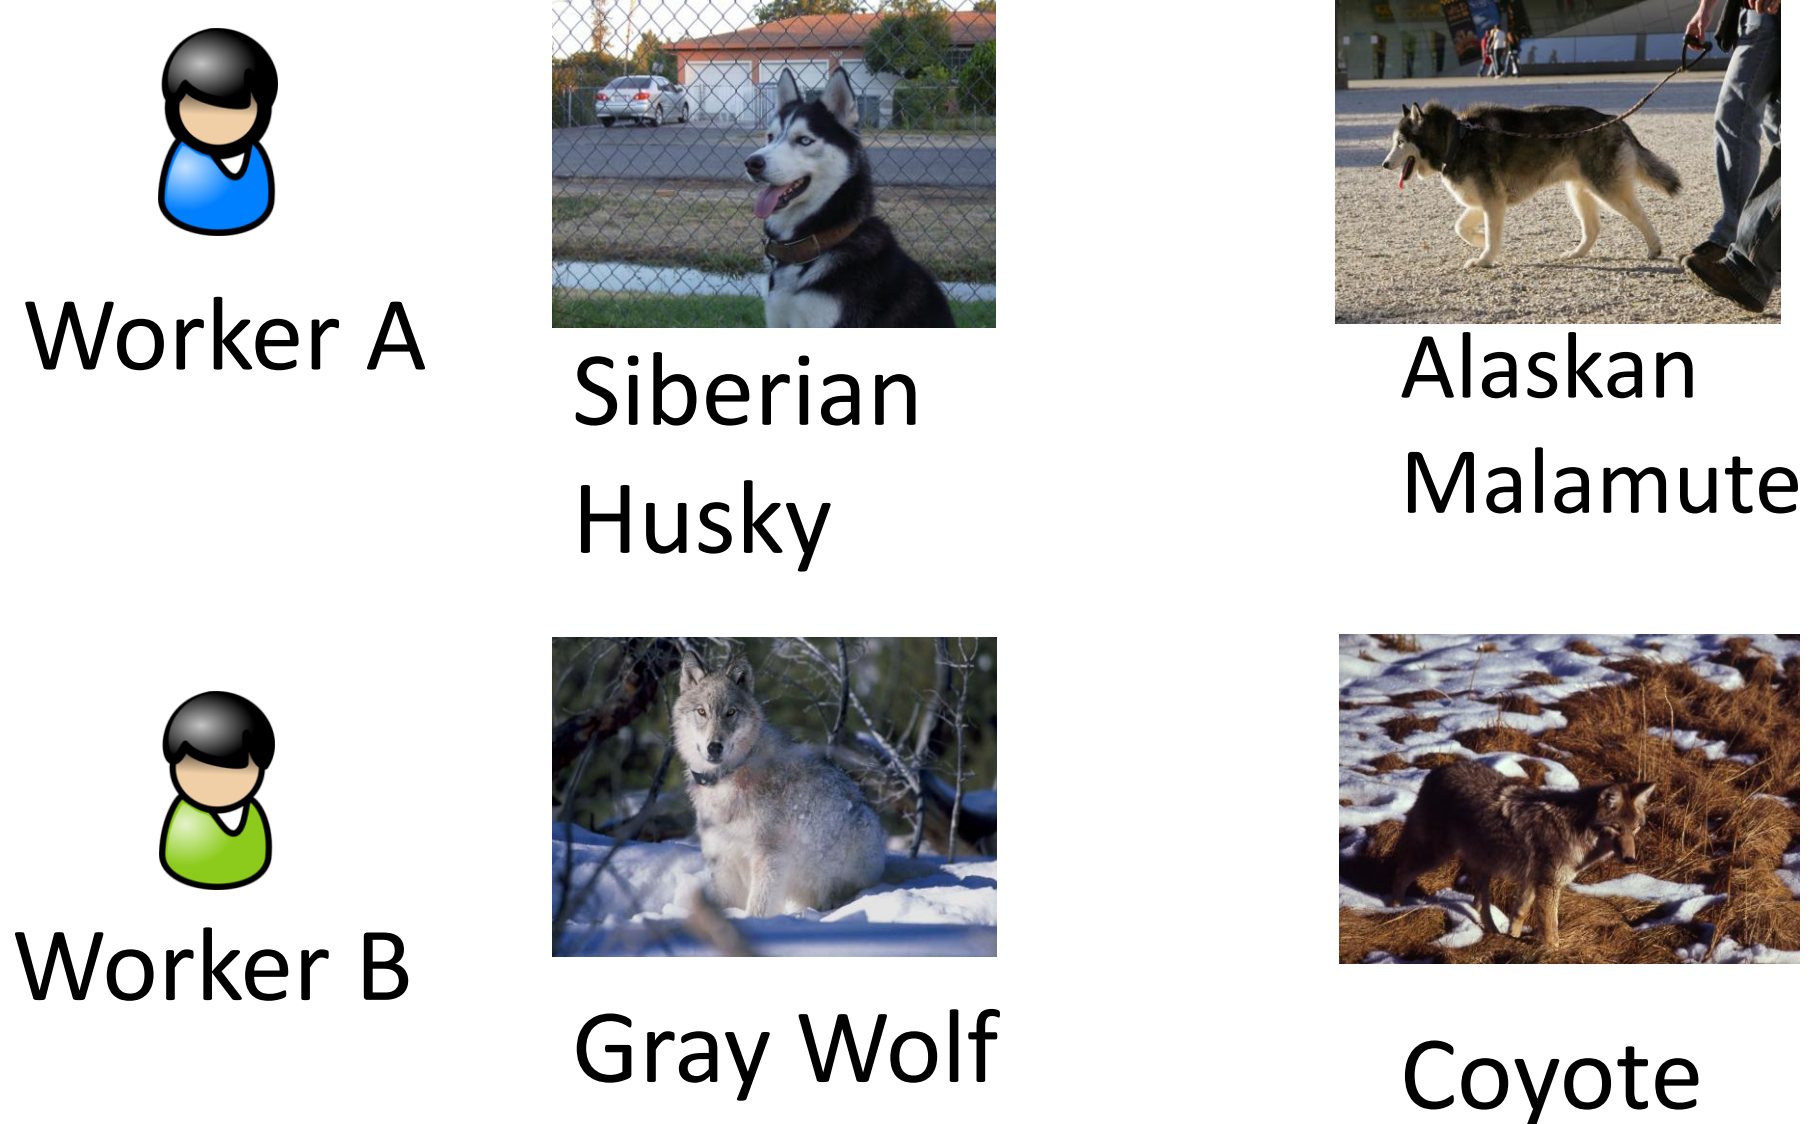 Worker A
Siberian
Husky
Alaskan
Malamute
Worker B
Gray Wolf
Coyote